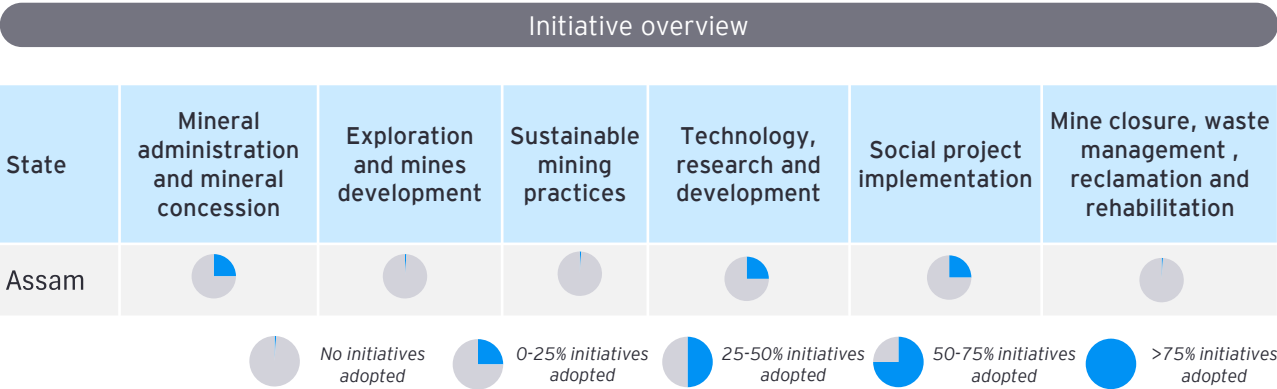 Initiative overview
State
Mineral
administration
and mineral
concession
Exploration
and mines
development
Sustainable
mining
practices
Technology,
research and
development
Social project
implementation
Mine closure, waste
management ,
reclamation and
rehabilitation
Assam
No initiatives
adopted
0-25% initiatives
adopted
25-50% initiatives
adopted
50-75% initiatives
adopted
>75% initiatives
adopted